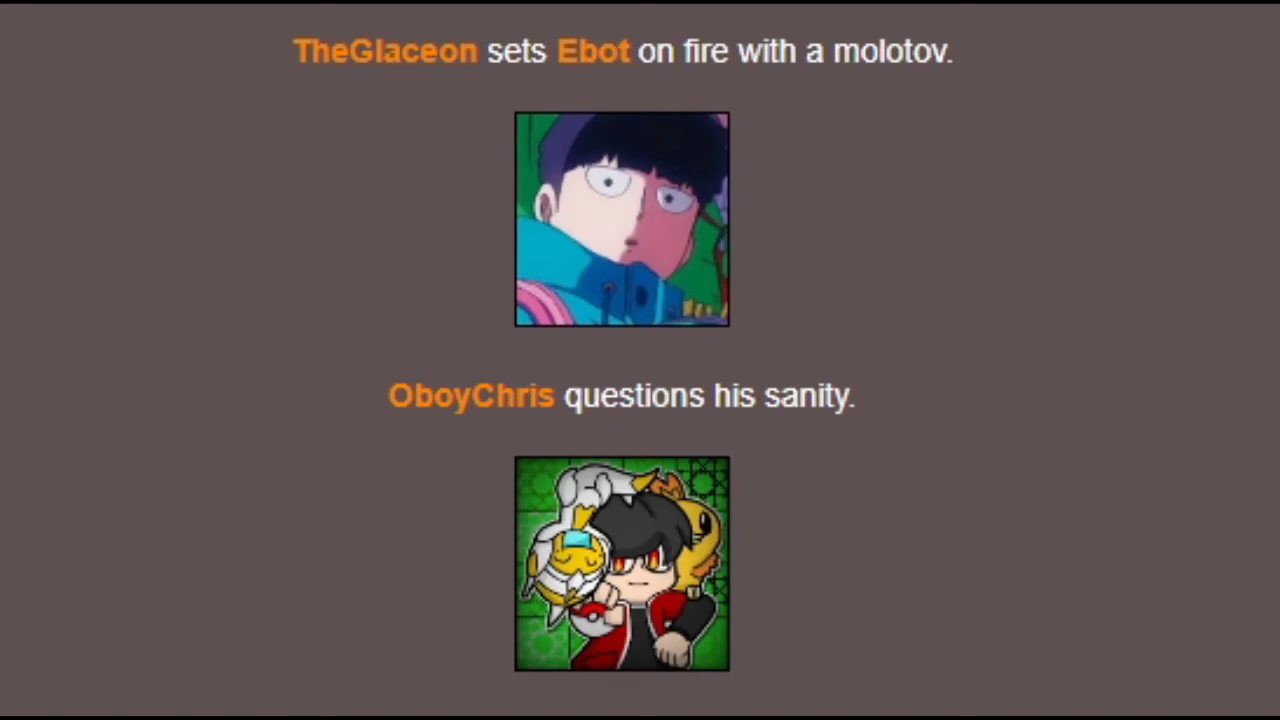 TheGlaceon sets Ebot on fire with a molotov.
OboyChris questions his sanity.